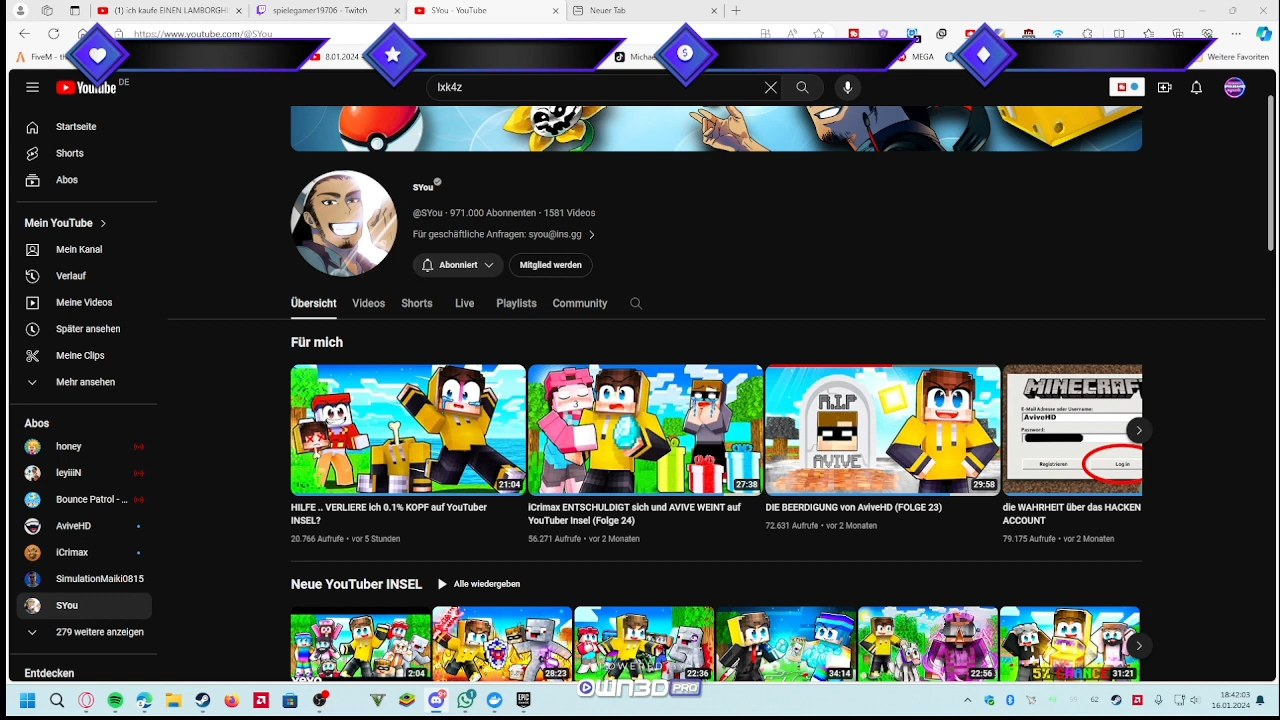 (1) ich kaufe EINEN LAMBORGHI
spielegamer19706 - Twitch
SYou - YouTube
Neuer Tab
https://www.youtube.com/@SYou
FiveM - th
8.01.2024
Michae
MEGA
Weitere Favoriten
YouTube DE
lxk4z
Startseite
Shorts
Abos
Mein YouTube
Mein Kanal
Verlauf
Meine Videos
Später ansehen
Meine Clips
Mehr ansehen
Abos
honey
leyiiiN
Bounce Patrol - ...
AviveHD
iCrimax
SimulationMaiki0815
SYou
279 weitere anzeigen
Entdecken
SYou
@SYou · 971.000 Abonnenten · 1581 Videos
Für geschäftliche Anfragen: syou@ins.gg
Abonniert
Mitglied werden
Übersicht
Videos
Shorts
Live
Playlists
Community
Für mich
21:04
27:38
R.I.P
AVIVE
29:58
MINECRAF
E-Mail Adresse oder Username:
AviveHD
Password:
Registrieren
Log in
HILFE .. VERLIERE ich 0.1% KOPF auf YouTuber
INSEL?
20.766 Aufrufe • vor 5 Stunden
iCrimax ENTSCHULDIGT sich und AVIVE WEINT auf
YouTuber Insel (Folge 24)
56.271 Aufrufe • vor 2 Monaten
DIE BEERDIGUNG von AviveHD (FOLGE 23)
72.631 Aufrufe • vor 2 Monaten
die WAHRHEIT über das HACKEN
ACCOUNT
79.175 Aufrufe • vor 2 Monaten
Neue YouTuber INSEL
Alle wiedergeben
2:04
28:23
22:36
34:14
22:56
5% CHANCE
31:21
POWERED
OWN3D PRO
18:42:03
16.01.2024